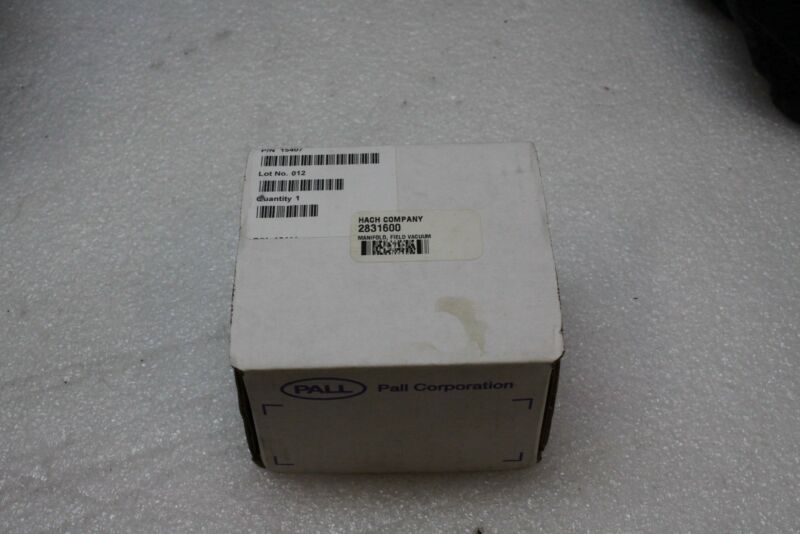 P/N 15407
Lot No. 012
Quantity 1
HACH COMPANY
2831600
MANIFOLD, FIELD VACUUM
PALL Pall Corporation